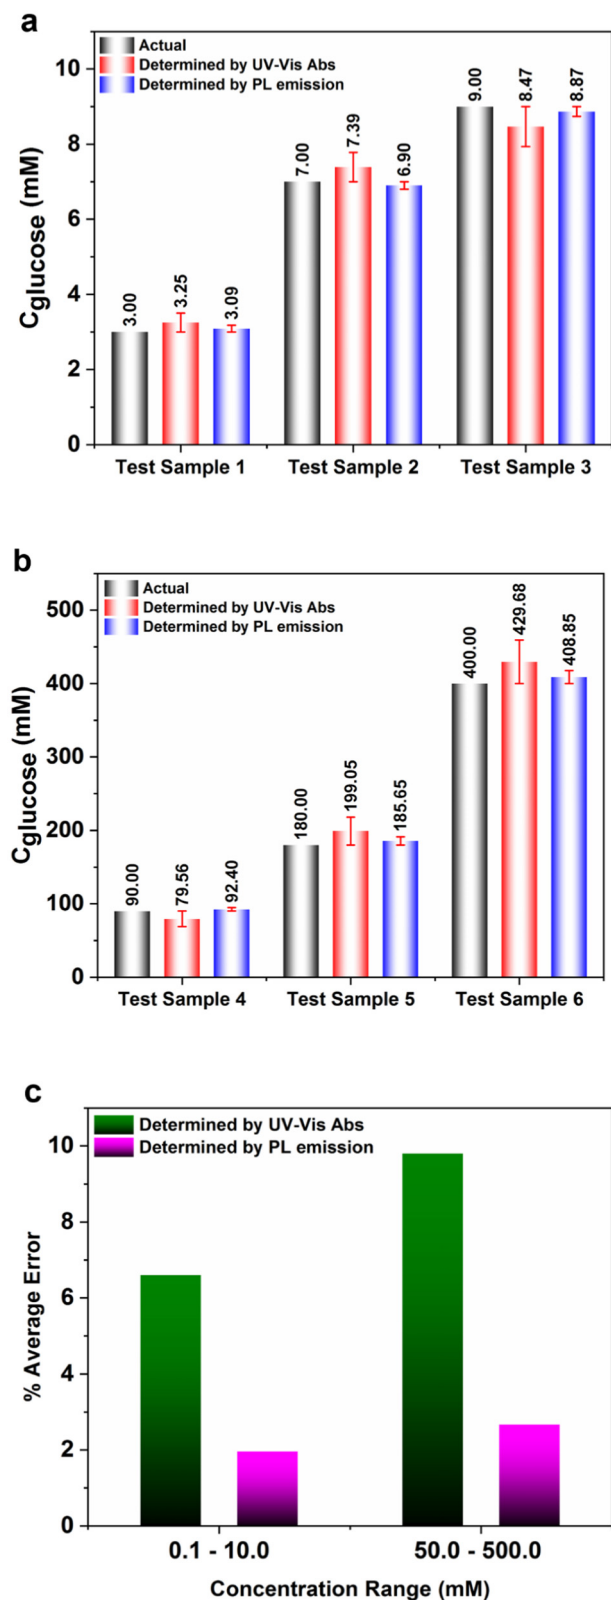 a
Actual
Determined by UV-Vis Abs
Determined by PL emission
10
8
6
4
2
0
Cglucose (mM)
3.00
3.25
3.09
7.00
7.39
6.90
9.00
8.47
8.87
Test Sample 1
Test Sample 2
Test Sample 3
b
Actual
Determined by UV-Vis Abs
Determined by PL emission
500
400
300
200
100
0
Cglucose (mM)
90.00
79.56
92.40
180.00
199.05
185.65
400.00
429.68
408.85
Test Sample 4
Test Sample 5
Test Sample 6
c
Determined by UV-Vis Abs
Determined by PL emission
10
8
6
4
2
0
% Average Error
0.1 - 10.0
50.0 - 500.0
Concentration Range (mM)